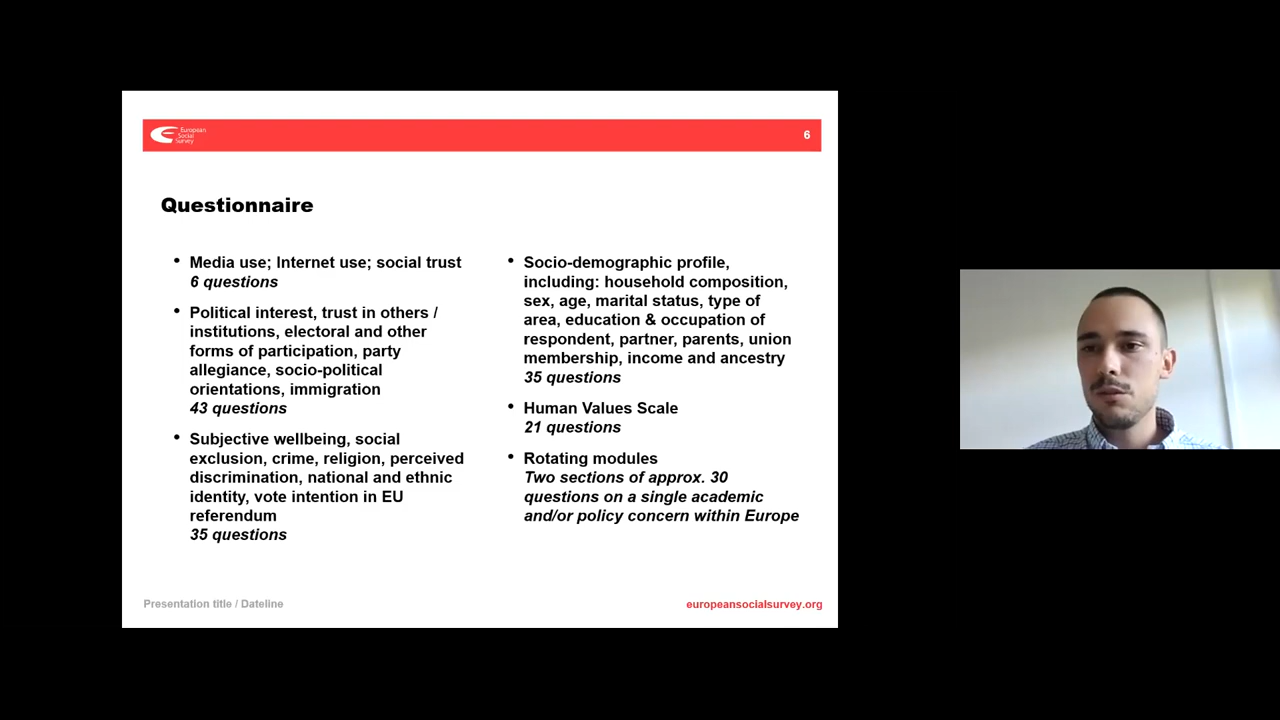 European
Social
Survey
6
Questionnaire
• Media use; Internet use; social trust
6 questions
• Political interest, trust in others /
institutions, electoral and other
forms of participation, party
allegiance, socio-political
orientations, immigration
43 questions
• Subjective wellbeing, social
exclusion, crime, religion, perceived
discrimination, national and ethnic
identity, vote intention in EU
referendum
35 questions
• Socio-demographic profile,
including: household composition,
sex, age, marital status, type of
area, education & occupation of
respondent, partner, parents, union
membership, income and ancestry
35 questions
• Human Values Scale
21 questions
• Rotating modules
Two sections of approx. 30
questions on a single academic
and/or policy concern within Europe
Presentation title / Dateline
europeansocialsurvey.org